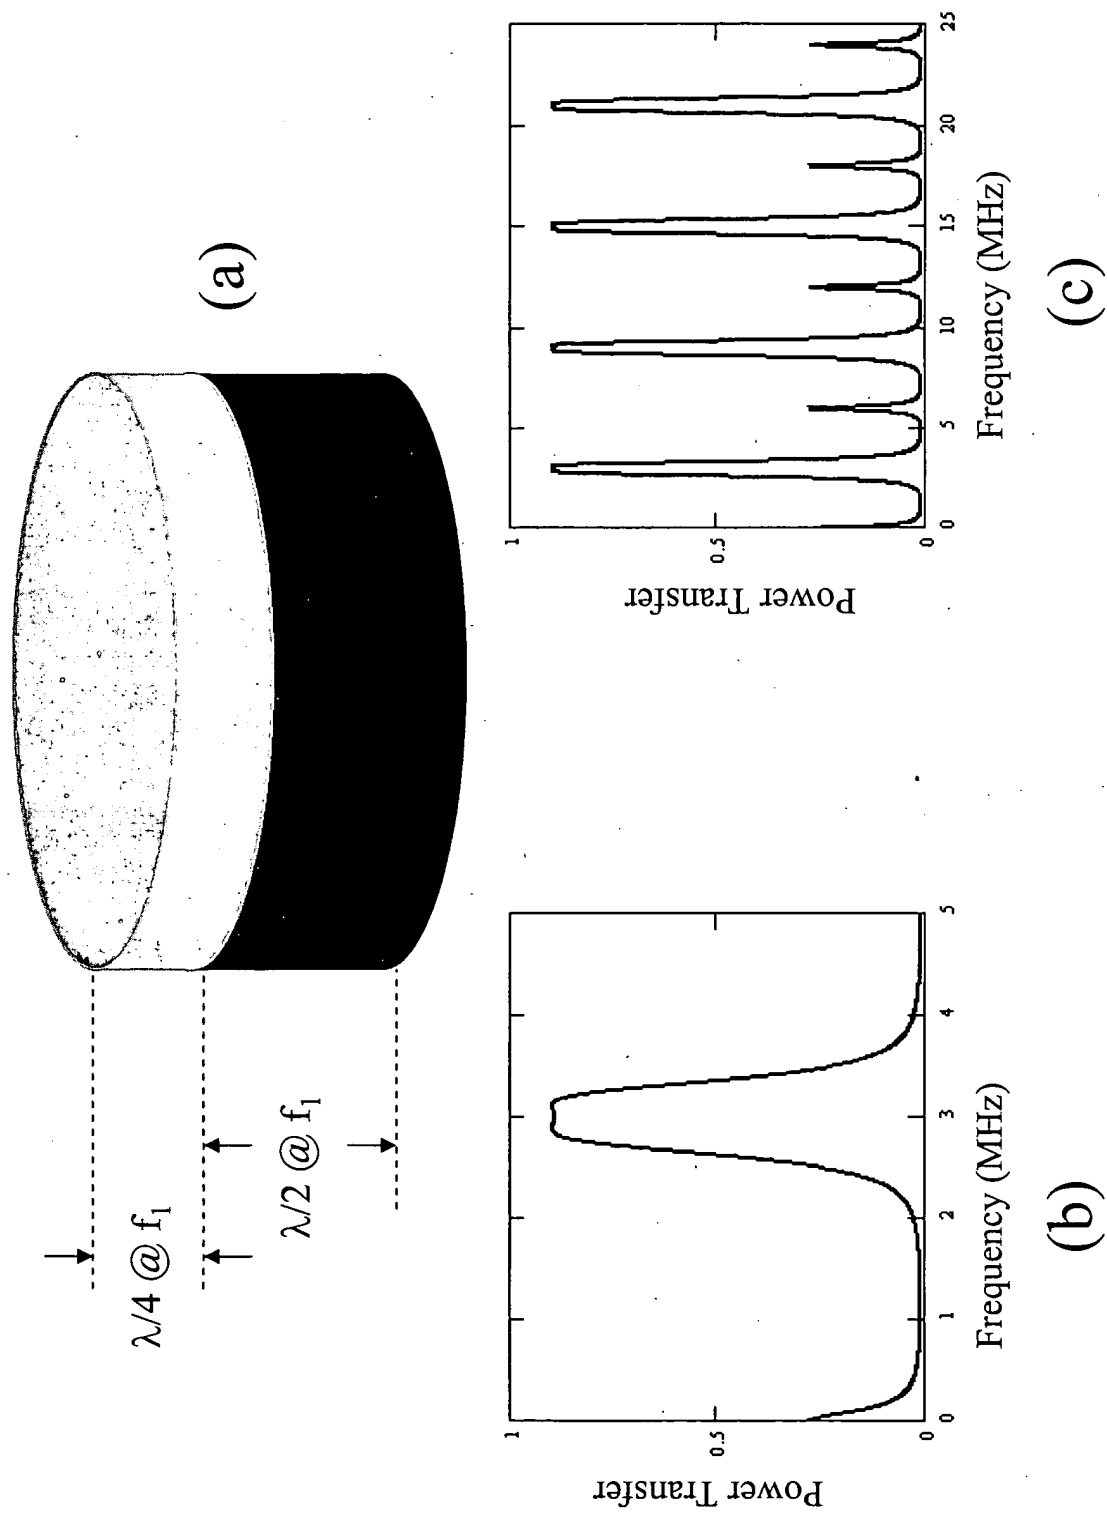 λ/4 @ f1
λ/2 @ f1
(a)
Power Transfer
1
0.5
0
0
1
2
3
4
5
Frequency (MHz)
(b)
Power Transfer
1
0.5
0
0
5
10
15
20
25
Frequency (MHz)
(c)